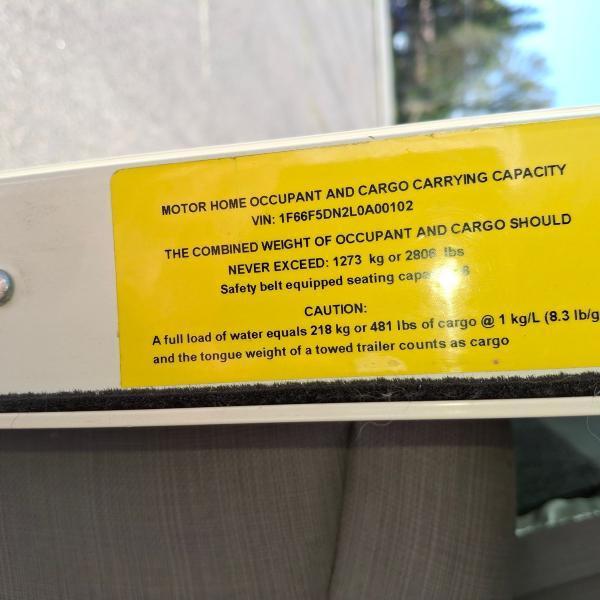 MOTOR HOME OCCUPANT AND CARGO CARRYING CAPACITY
VIN: 1F66F5DN2L0A00102
THE COMBINED WEIGHT OF OCCUPANT AND CARGO SHOULD
NEVER EXCEED: 1273 kg or 2806 lbs
Safety belt equipped seating 8
CAUTION:
A full load of water equals 218 kg or 481 lbs of cargo @ 1 kg/L (8.3 lb/g
and the tongue weight of a towed trailer counts as cargo